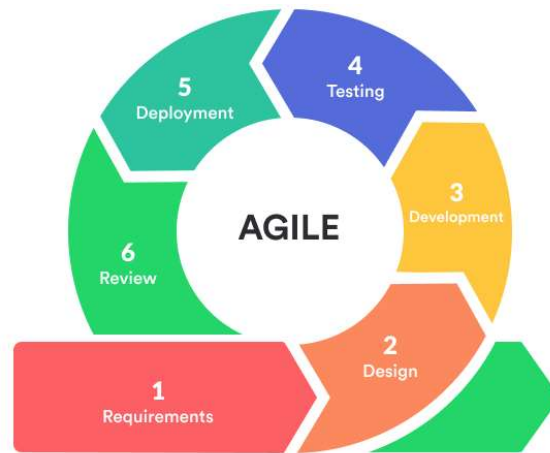 AGILE
1
Requirements
2
Design
3
Development
4
Testing
5
Deployment
6
Review